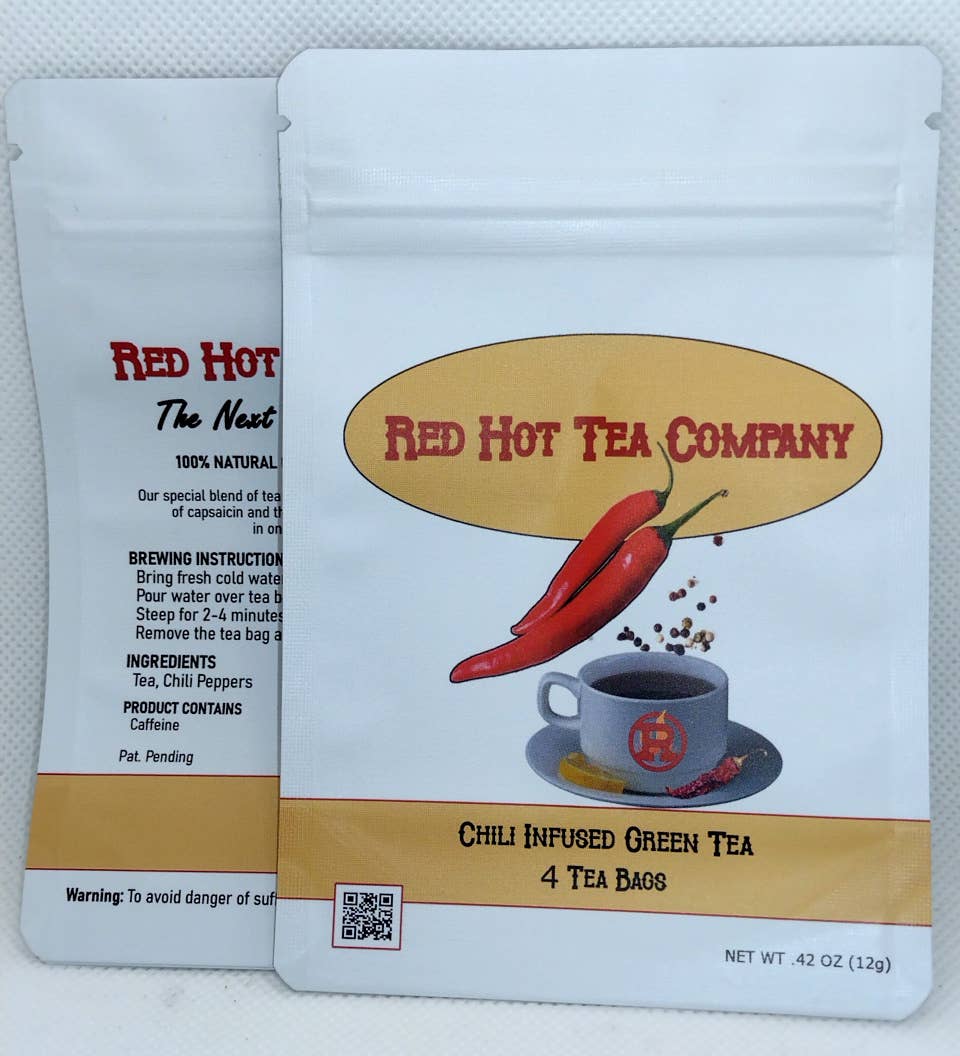 Red Hot
The Next
100% NATURAL
Our special blend of tea
of capsaicin and
in
BREWING INSTRUCTION
Bring fresh cold water
Pour water over tea
Steep for 2-4 minutes
Remove the tea bag
INGREDIENTS
Tea, Chili Peppers
PRODUCT CONTAINS
Caffeine
Pat. Pending
Warning: To avoid danger of
Red Hot Tea Company
R
Chili Infused Green Tea
4 Tea Bags
NET WT .42 OZ (12g)